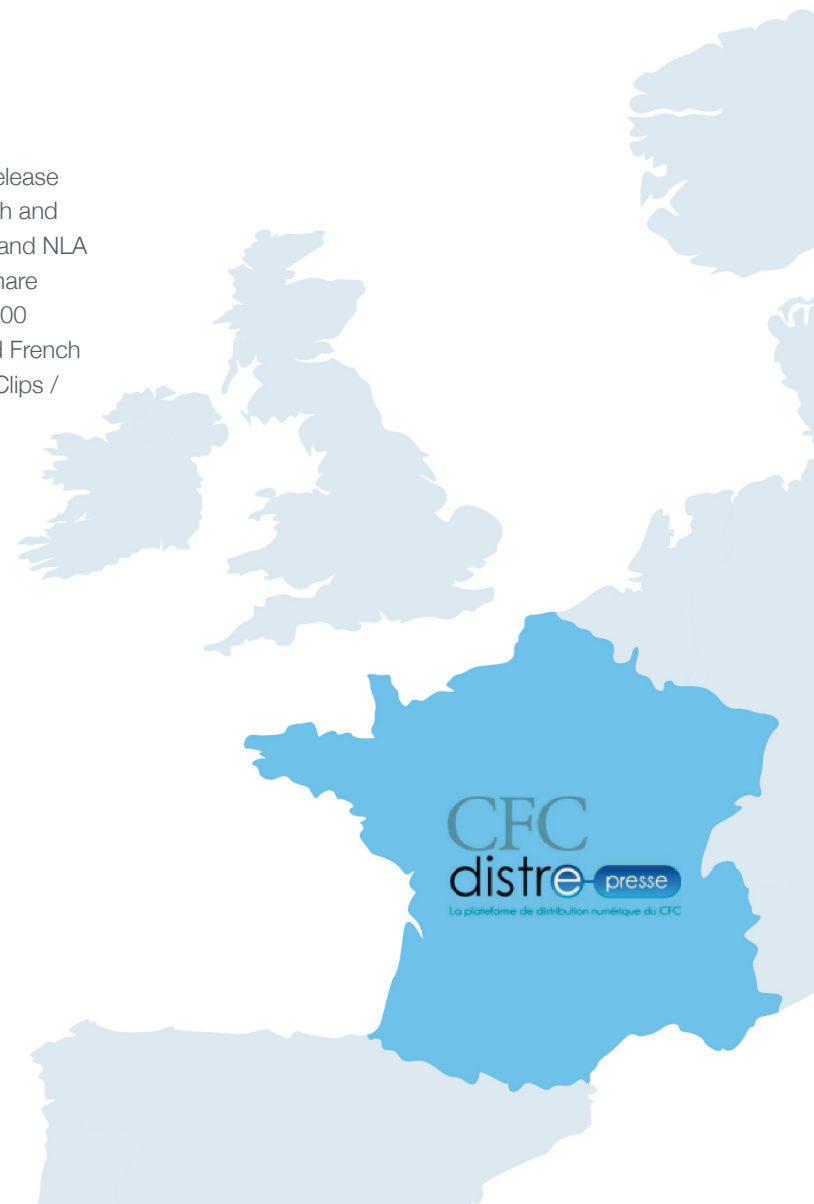 elease
h and
and NLA
hare
00
d French
Clips /
CFC
distre-presse
La plateforme de distribution numérique du CFC